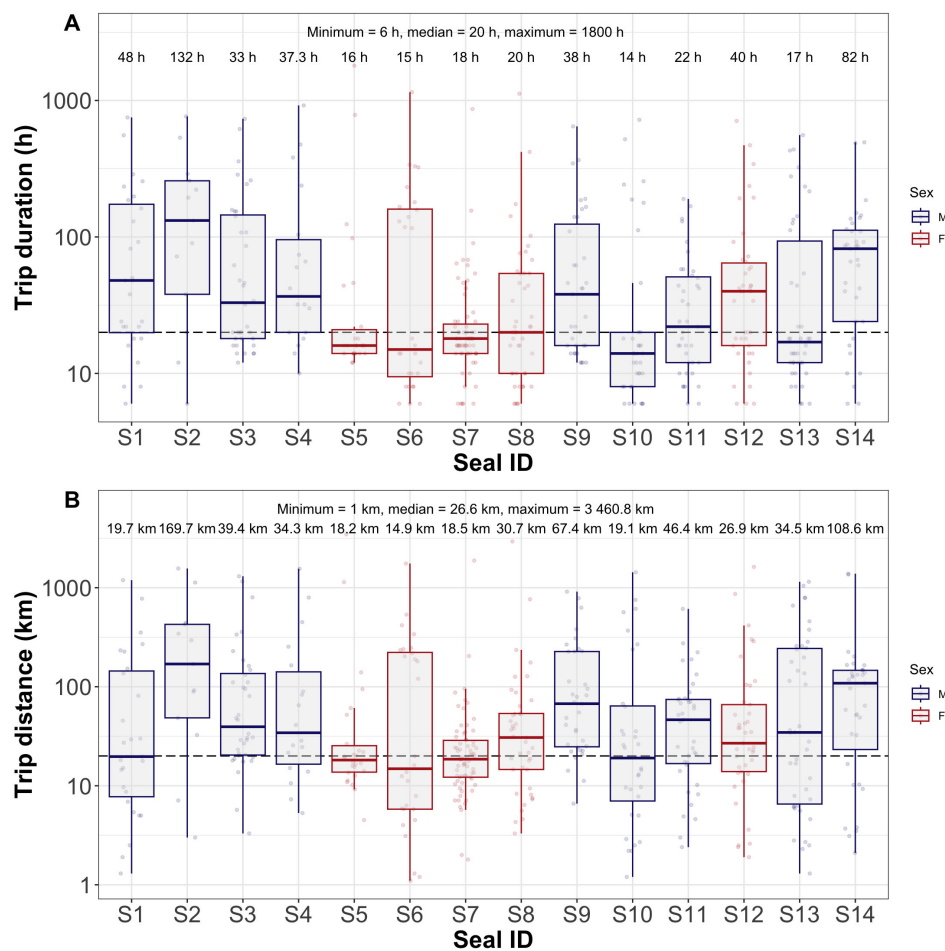 A
Minimum = 6 h, median = 20 h, maximum = 1800 h
48 h 132 h 33 h 37.3 h 16 h 15 h 18 h 20 h 38 h 14 h 22 h 40 h 17 h 82 h
1000
100
10
Trip duration (h)
S1 S2 S3 S4 S5 S6 S7 S8 S9 S10 S11 S12 S13 S14
Seal ID
Sex
M
F
B
Minimum = 1 km, median = 26.6 km, maximum = 3 460.8 km
19.7 km 169.7 km 39.4 km 34.3 km 18.2 km 14.9 km 18.5 km 30.7 km 67.4 km 19.1 km 46.4 km 26.9 km 34.5 km 108.6 km
1000
100
10
1
Trip distance (km)
S1 S2 S3 S4 S5 S6 S7 S8 S9 S10 S11 S12 S13 S14
Seal ID
Sex
M
F